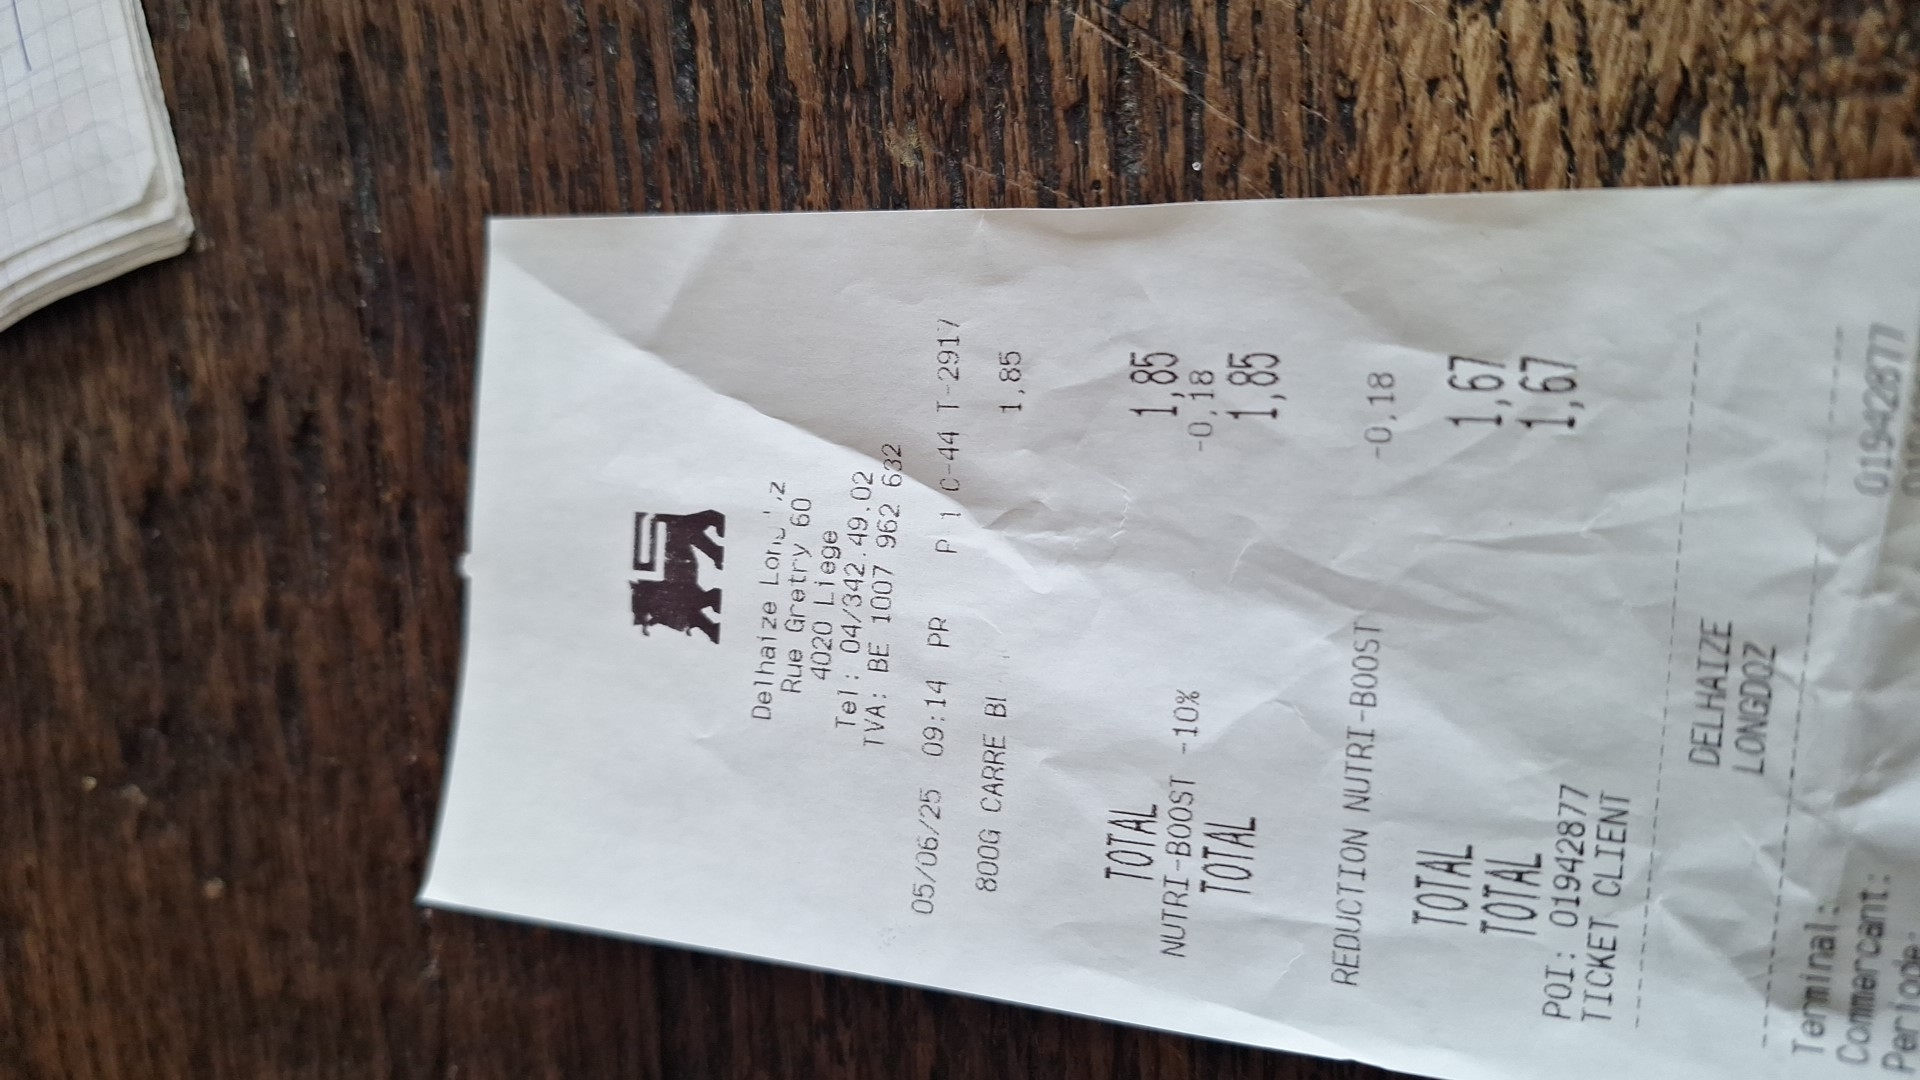 Delhaize
Rue Gretry 60
4020 Liege
Tel: 04/342.49.02
TVA: BE 1007 962 632
05/06/25 09:14 PR P 1 C-44 T-2917
800G CARRE 1,85
TOTAL 1,85
NUTRI-BOOST -10% -0,18
TOTAL 1,85
REDUCTION NUTRI-BOOST -0,18
TOTAL 1,67
TOTAL 1,67
POI: 01942877
TICKET CLIENT
DELHAIZE
LONGDOZ
Terminal: 01942877
Commercant:
Periode: